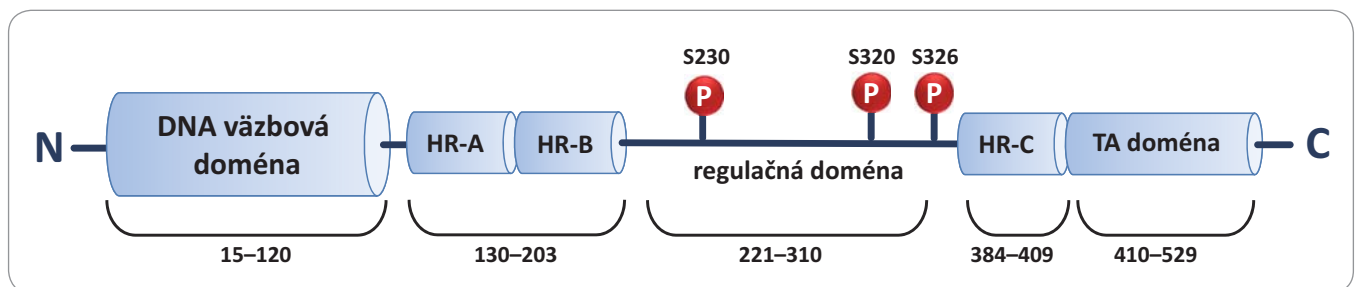 S230
S320
S326
P
P
P
N
DNA väzbová
doména
HR-A
HR-B
regulačná doména
HR-C
TA doména
C
15–120
130–203
221–310
384–409
410–529